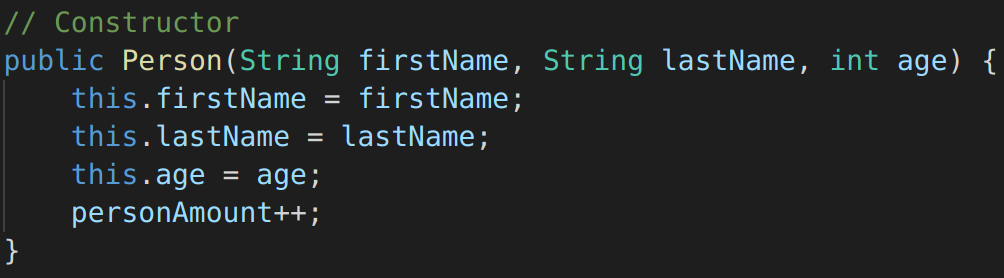 // Constructor
public Person(String firstName, String lastName, int age) {
    this.firstName = firstName;
    this.lastName = lastName;
    this.age = age;
    personAmount++;
}